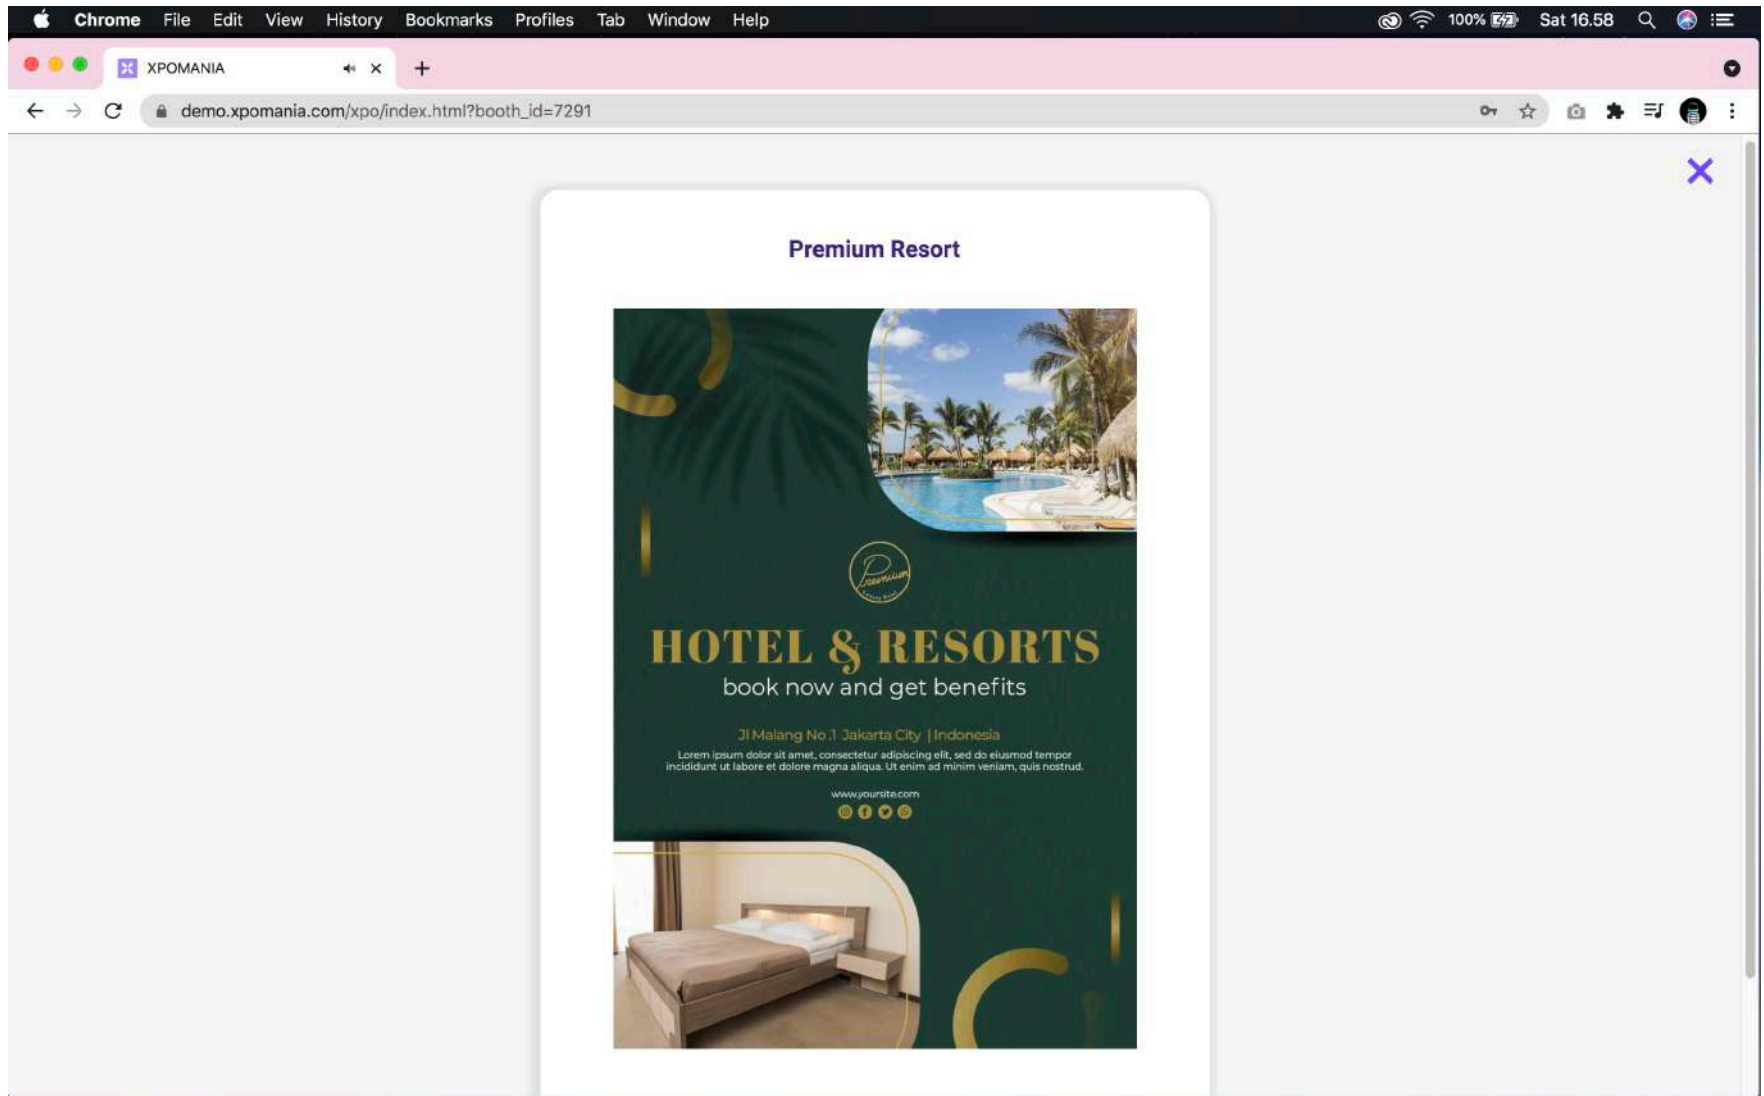 Chrome File Edit View History Bookmarks Profiles Tab Window Help 100% Sat 16.58
XPOMANIA
demo.xpomania.com/xpo/index.html?booth_id=7291
Premium Resort
Premium
HOTEL & RESORTS
book now and get benefits
Jl Malang No .1 Jakarta City | Indonesia
Lorem ipsum dolor sit amet, consectetur adipiscing elit, sed do eiusmod tempor
incididunt ut labore et dolore magna aliqua. Ut enim ad minim veniam, quis nostrud.
www.yoursite.com